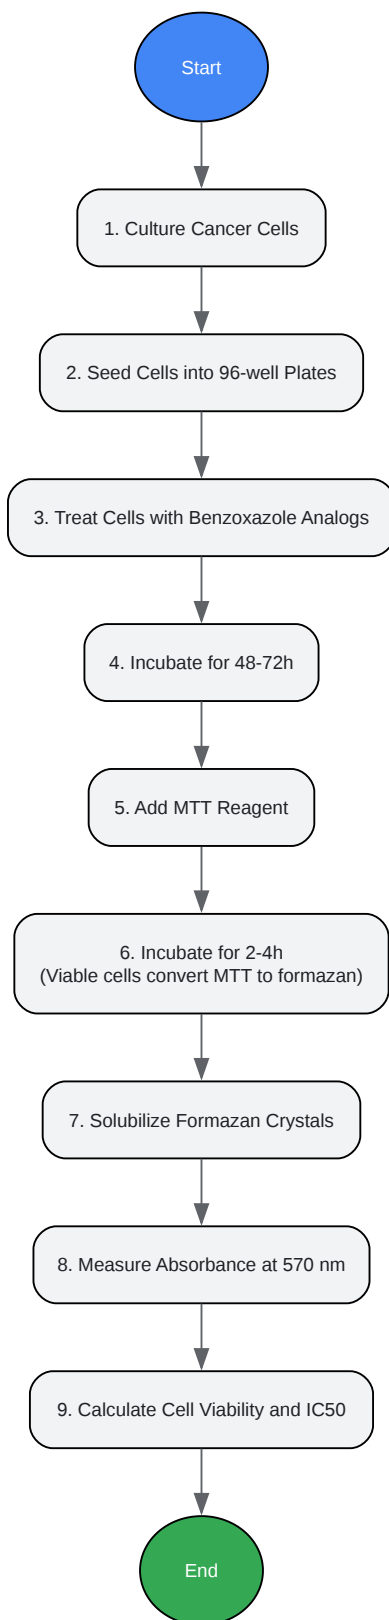 Start
1. Culture Cancer Cells
2. Seed Cells into 96-well Plates
3. Treat Cells with Benzoxazole Analogs
4. Incubate for 48-72h
5. Add MTT Reagent
6. Incubate for 2-4h
(Viable cells convert MTT to formazan)
7. Solubilize Formazan Crystals
8. Measure Absorbance at 570 nm
9. Calculate Cell Viability and IC50
End